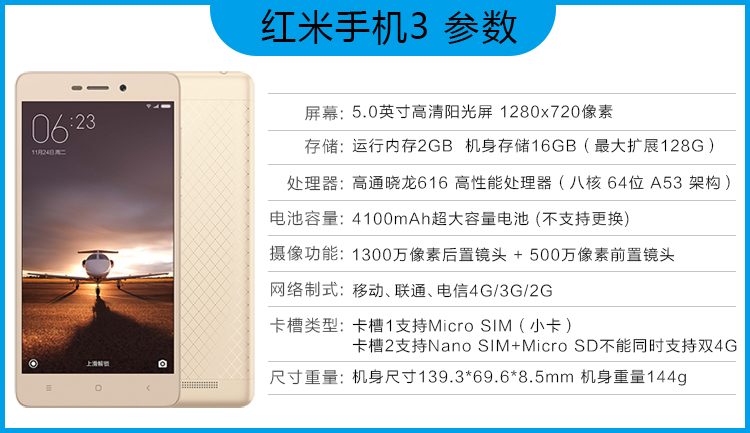 红米手机3 参数
06:23
11月24日 周二
上滑解锁
屏幕: 5.0英寸高清阳光屏 1280x720像素
存储: 运行内存2GB 机身存储16GB（最大扩展128G）
处理器: 高通骁龙616 高性能处理器（八核 64位 A53 架构）
电池容量: 4100mAh超大容量电池 (不支持更换)
摄像功能: 1300万像素后置镜头 + 500万像素前置镜头
网络制式: 移动、联通、电信4G/3G/2G
卡槽类型: 卡槽1支持Micro SIM（小卡）
卡槽2支持Nano SIM+Micro SD不能同时支持双4G
尺寸重量: 机身尺寸139.3*69.6*8.5mm 机身重量144g